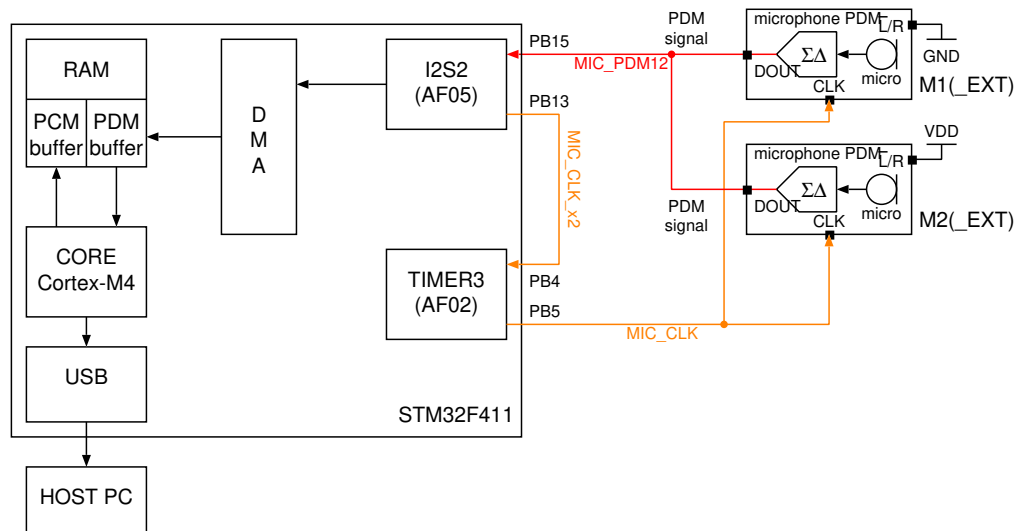 RAM
PCM
buffer
PDM
buffer
CORE
Cortex-M4
USB
HOST PC
D
M
A
I2S2
(AF05)
TIMER3
(AF02)
STM32F411
PB15
PB13
PB4
PB5
MIC_CLK_x2
MIC_PDM12
MIC_CLK
PDM
signal
PDM
signal
microphone PDM
L/R
ΣΔ
DOUT
micro
CLK
GND
M1(_EXT)
microphone PDM
L/R
ΣΔ
DOUT
micro
CLK
VDD
M2(_EXT)